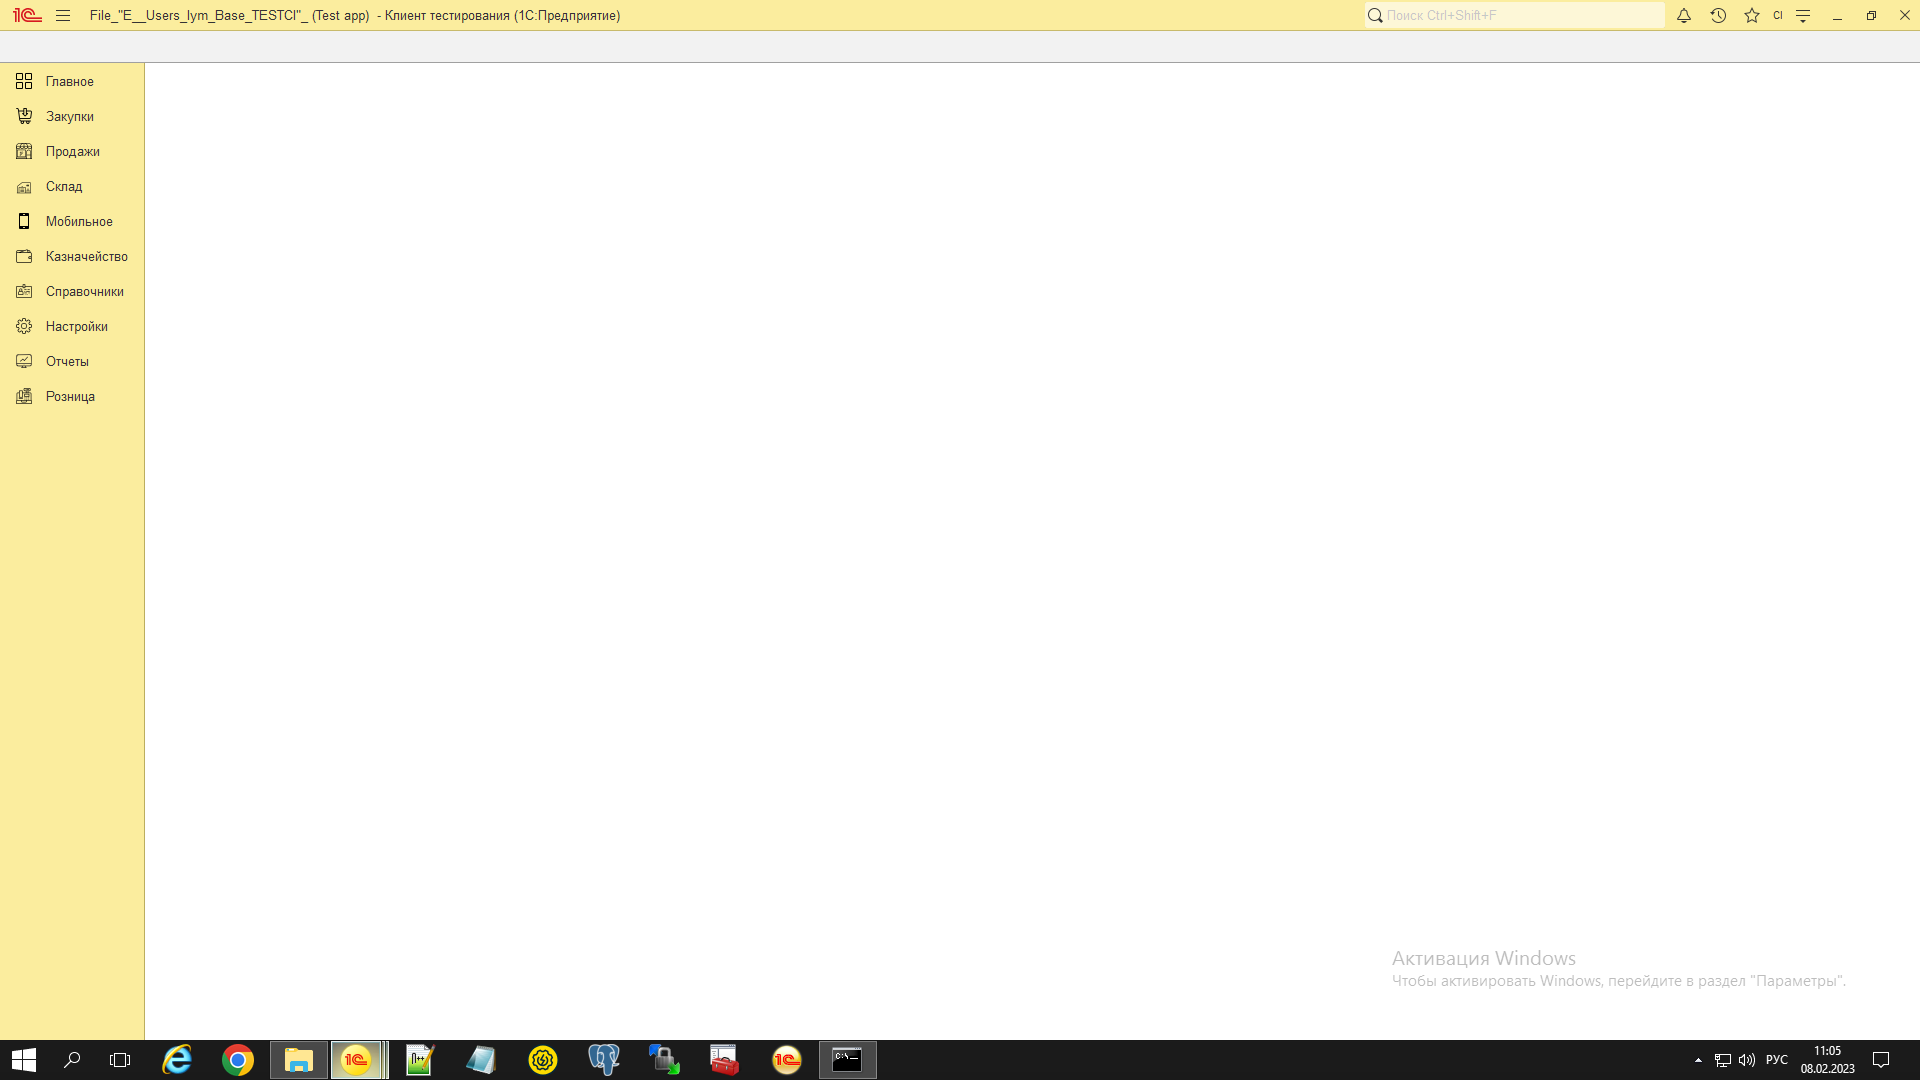 File_"E__Users_lym_Base_TESTCI"_ (Test app) - Клиент тестирования (1С:Предприятие)
Поиск Ctrl+Shift+F
CI
Главное
Закупки
Продажи
Склад
Мобильное
Казначейство
Справочники
Настройки
Отчеты
Розница
Активация Windows
Чтобы активировать Windows, перейдите в раздел "Параметры".
РУС
11:05
08.02.2023